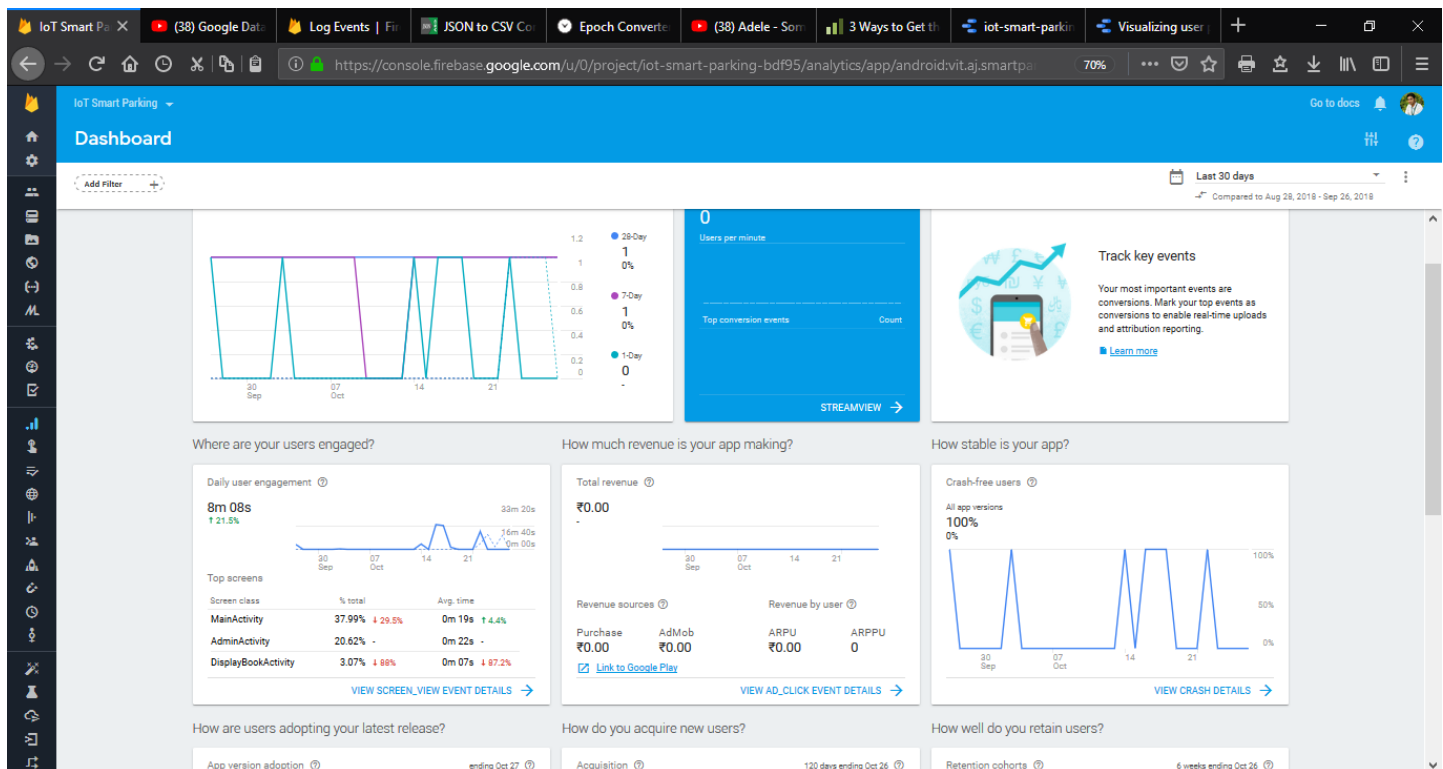 IoT Smart Pa
(38) Google Data
Log Events | Fir
JSON to CSV Co
Epoch Converte
(38) Adele - Som
3 Ways to Get th
iot-smart-parkin
Visualizing user p
https://console.firebase.google.com/u/0/project/iot-smart-parking-bdf95/analytics/app/android:vit.aj.smartpa
70%
IoT Smart Parking
Go to docs
Dashboard
Add Filter +
Last 30 days
Compared to Aug 28, 2018 - Sep 26, 2018
1.2
1
0.8
0.6
0.4
0.2
0
30 Sep
07 Oct
14
21
28-Day
1
0%
7-Day
1
0%
1-Day
0
-
0
Users per minute
Top conversion events Count
STREAMVIEW
Track key events
Your most important events are
conversions. Mark your top events as
conversions to enable real-time uploads
and attribution reporting.
Learn more
Where are your users engaged?
Daily user engagement
8m 08s
21.5%
33m 20s
16m 40s
0m 00s
30 Sep
07 Oct
14
21
Top screens
Screen class % total Avg. time
MainActivity 37.99% 29.5% 0m 19s 4.4%
AdminActivity 20.62% - 0m 22s -
DisplayBookActivity 3.07% 88% 0m 07s 87.2%
VIEW SCREEN_VIEW EVENT DETAILS
How much revenue is your app making?
Total revenue
₹0.00
-
30 Sep
07 Oct
14
21
Revenue sources Revenue by user
Purchase AdMob ARPU ARPPU
₹0.00 ₹0.00 ₹0.00 0
Link to Google Play
VIEW AD_CLICK EVENT DETAILS
How stable is your app?
Crash-free users
All app versions
100%
0%
100%
50%
0%
30 Sep
07 Oct
14
21
VIEW CRASH DETAILS
How are users adopting your latest release?
App version adoption ending Oct 27
How do you acquire new users?
Acquisition 120 days ending Oct 26
How well do you retain users?
Retention cohorts 6 weeks ending Oct 26